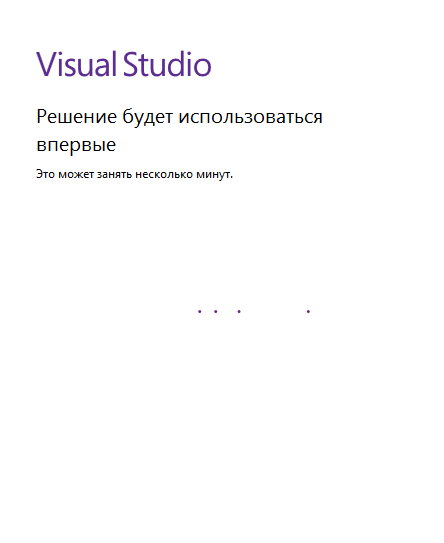 Visual Studio
Решение будет использоваться
впервые
Это может занять несколько минут.